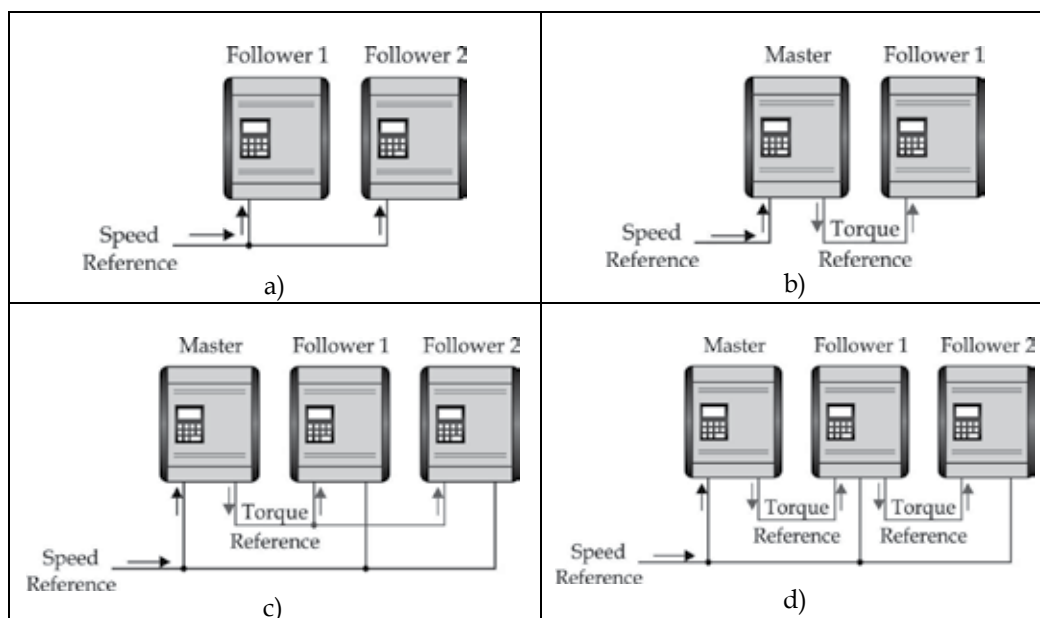 Follower 1 Follower 2
Speed
Reference
a)
Master Follower 1
Speed Torque
Reference Reference
b)
Master Follower 1 Follower 2
Torque
Reference
Speed
Reference
c)
Master Follower 1 Follower 2
Torque Torque
Reference Reference
Speed
Reference
d)